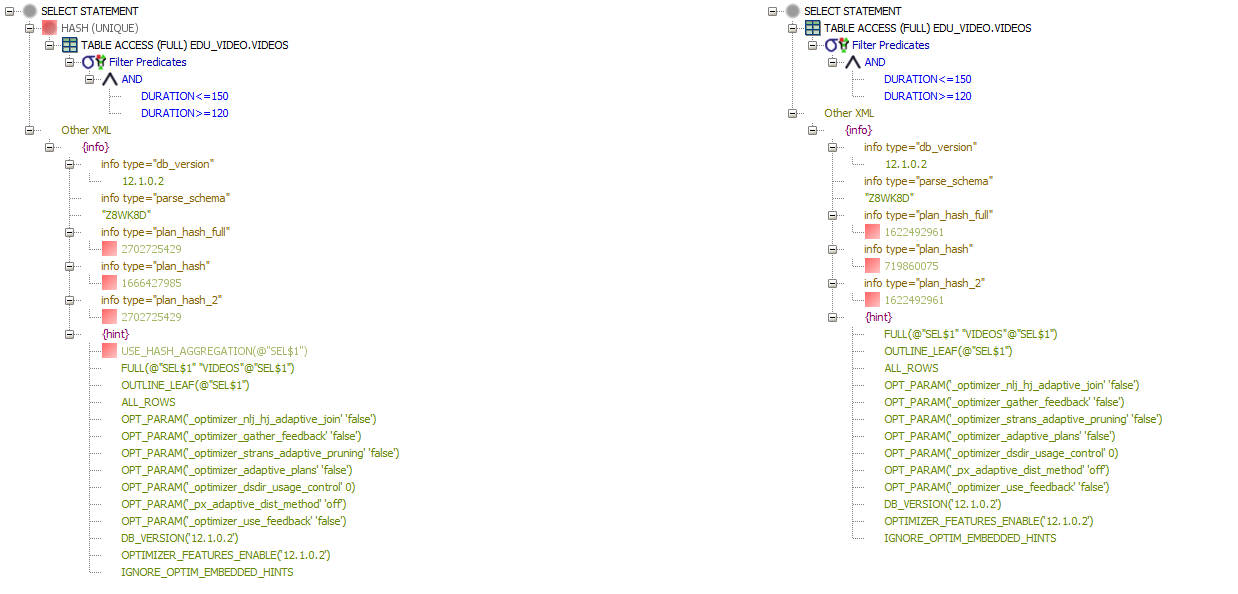 SELECT STATEMENT
HASH (UNIQUE)
TABLE ACCESS (FULL) EDU_VIDEO.VIDEOS
Filter Predicates
AND
DURATION<=150
DURATION>=120
Other XML
{info}
info type="db_version"
12.1.0.2
info type="parse_schema"
"Z8WK8D"
info type="plan_hash_full"
2702725429
info type="plan_hash"
1666427985
info type="plan_hash_2"
2702725429
{hint}
USE_HASH_AGGREGATION(@"SEL$1")
FULL(@"SEL$1" "VIDEOS"@"SEL$1")
OUTLINE_LEAF(@"SEL$1")
ALL_ROWS
OPT_PARAM('_optimizer_nlj_hj_adaptive_join' 'false')
OPT_PARAM('_optimizer_gather_feedback' 'false')
OPT_PARAM('_optimizer_strans_adaptive_pruning' 'false')
OPT_PARAM('_optimizer_adaptive_plans' 'false')
OPT_PARAM('_optimizer_dsdir_usage_control' 0)
OPT_PARAM('_px_adaptive_dist_method' 'off')
OPT_PARAM('_optimizer_use_feedback' 'false')
DB_VERSION('12.1.0.2')
OPTIMIZER_FEATURES_ENABLE('12.1.0.2')
IGNORE_OPTIM_EMBEDDED_HINTS
SELECT STATEMENT
TABLE ACCESS (FULL) EDU_VIDEO.VIDEOS
Filter Predicates
AND
DURATION<=150
DURATION>=120
Other XML
{info}
info type="db_version"
12.1.0.2
info type="parse_schema"
"Z8WK8D"
info type="plan_hash_full"
1622492961
info type="plan_hash"
719860075
info type="plan_hash_2"
1622492961
{hint}
FULL(@"SEL$1" "VIDEOS"@"SEL$1")
OUTLINE_LEAF(@"SEL$1")
ALL_ROWS
OPT_PARAM('_optimizer_nlj_hj_adaptive_join' 'false')
OPT_PARAM('_optimizer_gather_feedback' 'false')
OPT_PARAM('_optimizer_strans_adaptive_pruning' 'false')
OPT_PARAM('_optimizer_adaptive_plans' 'false')
OPT_PARAM('_optimizer_dsdir_usage_control' 0)
OPT_PARAM('_px_adaptive_dist_method' 'off')
OPT_PARAM('_optimizer_use_feedback' 'false')
DB_VERSION('12.1.0.2')
OPTIMIZER_FEATURES_ENABLE('12.1.0.2')
IGNORE_OPTIM_EMBEDDED_HINTS